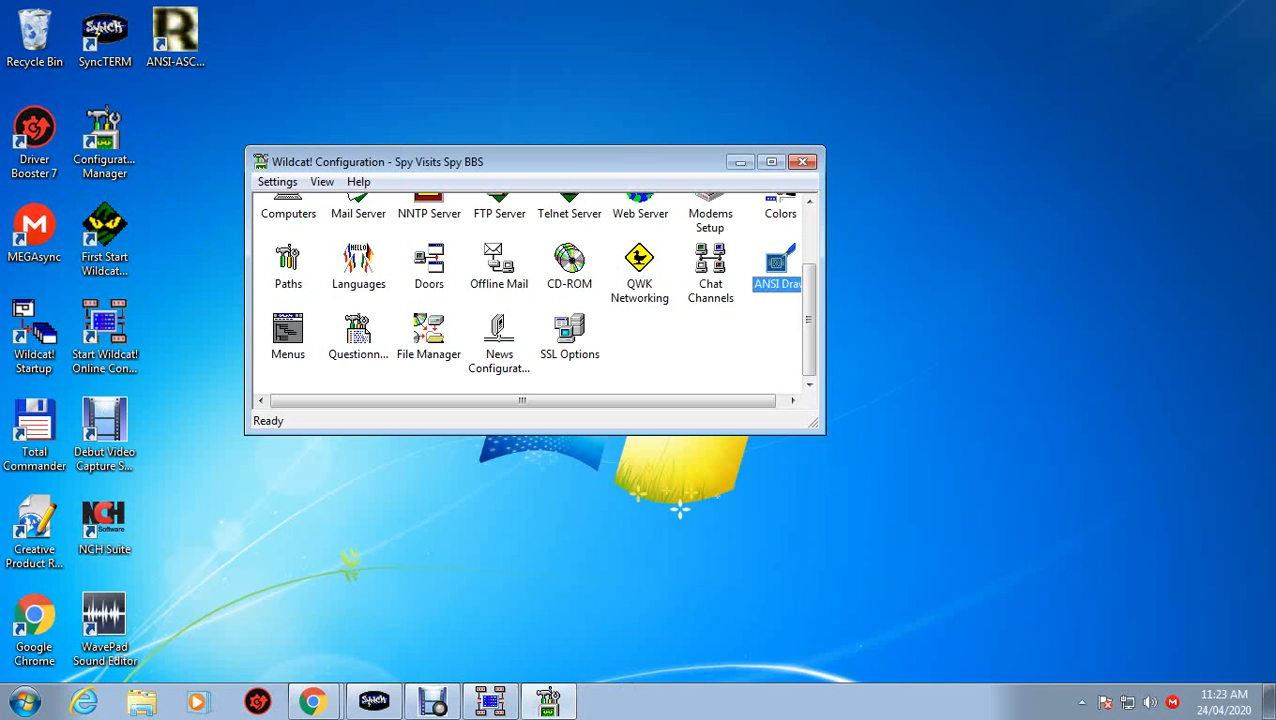 Recycle Bin
SyncTERM
ANSI-ASC...
Driver
Booster 7
Configurat...
Manager
MEGAsync
First Start
Wildcat...
Wildcat!
Startup
Start Wildcat!
Online Con...
Total
Commander
Debut Video
Capture S...
Creative
Product R...
NCH
Software
NCH Suite
Google
Chrome
WavePad
Sound Editor
Wildcat! Configuration - Spy Visits Spy BBS
Settings View Help
Computers Mail Server NNTP Server FTP Server Telnet Server Web Server Modems
Setup Colors
HELLO
Paths Languages Doors Offline Mail CD-ROM QWK
Networking Chat
Channels ANSI Draw
Menus Questionn... File Manager News
Configurat... SSL Options
Ready
11:23 AM
24/04/2020